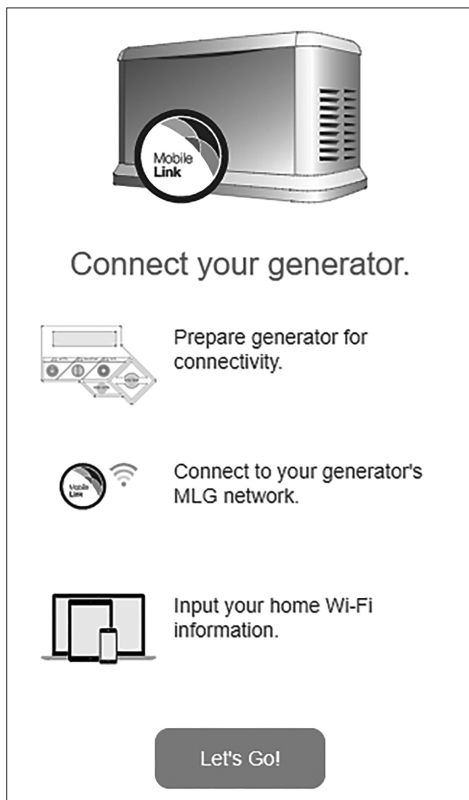 Mobile
Link
Connect your generator.
Prepare generator for
connectivity.
Mobile
Link
Connect to your generator's
MLG network.
Input your home Wi-Fi
information.
Let's Go!